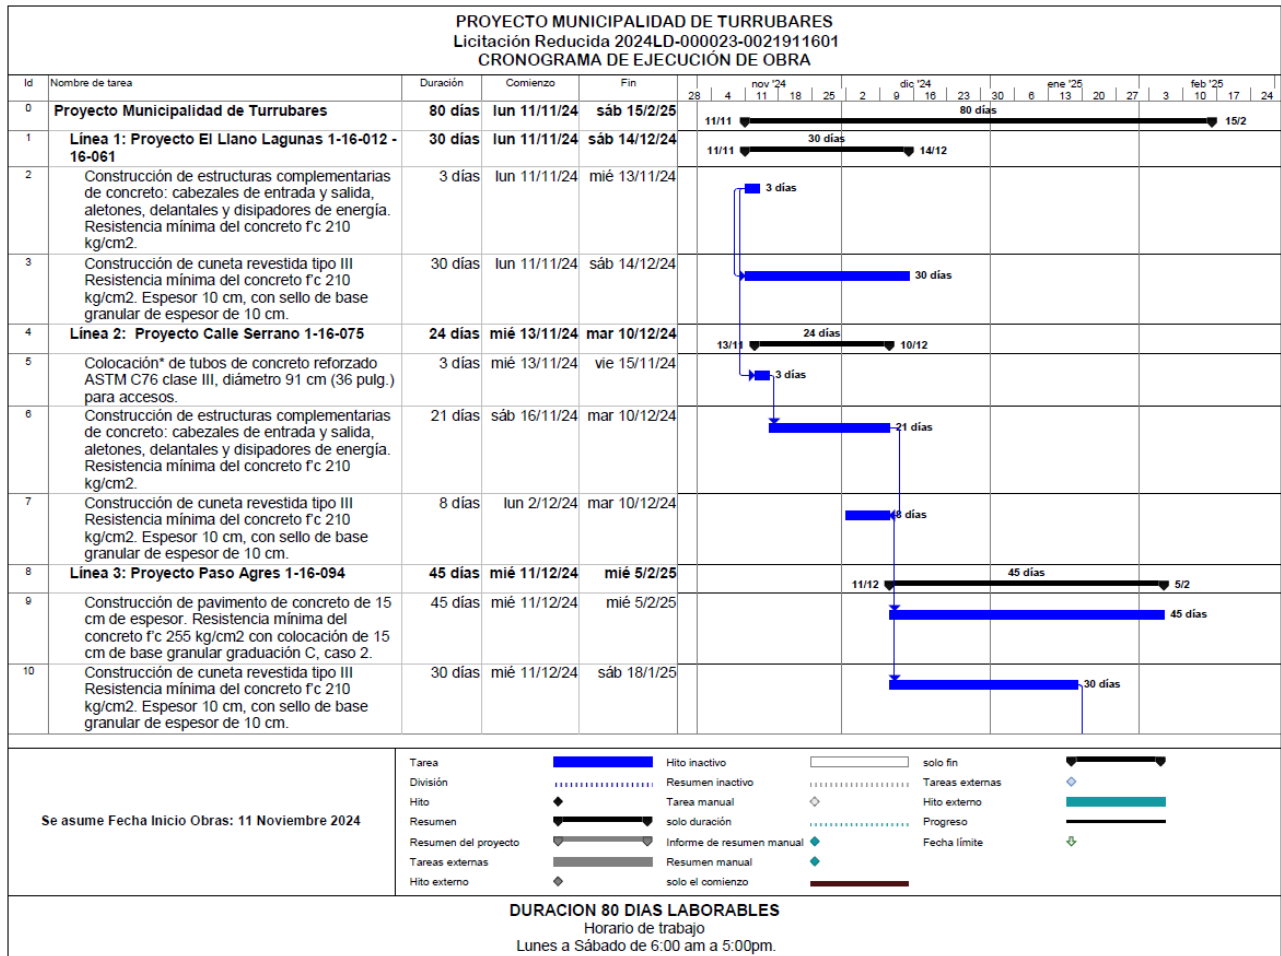 PROYECTO MUNICIPALIDAD DE TURRUBARES
Licitación Reducida 2024LD-000023-0021911601
CRONOGRAMA DE EJECUCIÓN DE OBRA
Id Nombre de tarea Duración Comienzo Fin nov '24 dic '24 ene '25 feb '25
28 4 11 18 25 2 9 16 23 30 6 13 20 27 3 10 17 24
0 Proyecto Municipalidad de Turrubares 80 días lun 11/11/24 sáb 15/2/25 11/11 80 días 15/2
1 Línea 1: Proyecto El Llano Lagunas 1-16-012 - 30 días lun 11/11/24 sáb 14/12/24 11/11 30 días 14/12
16-061
2 Construcción de estructuras complementarias 3 días lun 11/11/24 mié 13/11/24 3 días
de concreto: cabezales de entrada y salida,
aletones, delantales y disipadores de energía.
Resistencia mínima del concreto f'c 210
kg/cm2.
3 Construcción de cuneta revestida tipo III 30 días lun 11/11/24 sáb 14/12/24 30 días
Resistencia mínima del concreto f'c 210
kg/cm2. Espesor 10 cm, con sello de base
granular de espesor de 10 cm.
4 Línea 2: Proyecto Calle Serrano 1-16-075 24 días mié 13/11/24 mar 10/12/24 13/11 24 días 10/12
5 Colocación* de tubos de concreto reforzado 3 días mié 13/11/24 vie 15/11/24 3 días
ASTM C76 clase III, diámetro 91 cm (36 pulg.)
para accesos.
6 Construcción de estructuras complementarias 21 días sáb 16/11/24 mar 10/12/24 21 días
de concreto: cabezales de entrada y salida,
aletones, delantales y disipadores de energía.
Resistencia mínima del concreto f'c 210
kg/cm2.
7 Construcción de cuneta revestida tipo III 8 días lun 2/12/24 mar 10/12/24 8 días
Resistencia mínima del concreto f'c 210
kg/cm2. Espesor 10 cm, con sello de base
granular de espesor de 10 cm.
8 Línea 3: Proyecto Paso Agres 1-16-094 45 días mié 11/12/24 mié 5/2/25 11/12 45 días 5/2
9 Construcción de pavimento de concreto de 15 45 días mié 11/12/24 mié 5/2/25 45 días
cm de espesor. Resistencia mínima del
concreto f'c 255 kg/cm2 con colocación de 15
cm de base granular graduación C, caso 2.
10 Construcción de cuneta revestida tipo III 30 días mié 11/12/24 sáb 18/1/25 30 días
Resistencia mínima del concreto f'c 210
kg/cm2. Espesor 10 cm, con sello de base
granular de espesor de 10 cm.
Se asume Fecha Inicio Obras: 11 Noviembre 2024
Tarea Hito inactivo solo fin
División Resumen inactivo Tareas externas
Hito Tarea manual Hito externo
Resumen solo duración Progreso
Resumen del proyecto Informe de resumen manual Fecha límite
Tareas externas Resumen manual
Hito externo solo el comienzo
DURACION 80 DIAS LABORABLES
Horario de trabajo
Lunes a Sábado de 6:00 am a 5:00pm.